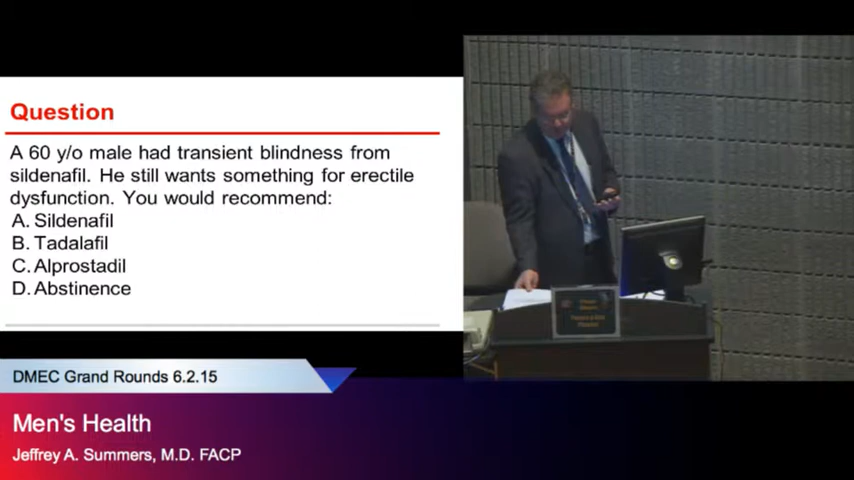 Question
A 60 y/o male had transient blindness from
sildenafil. He still wants something for erectile
dysfunction. You would recommend:
A. Sildenafil
B. Tadalafil
C. Alprostadil
D. Abstinence
DMEC Grand Rounds 6.2.15
Men's Health
Jeffrey A. Summers, M.D. FACP